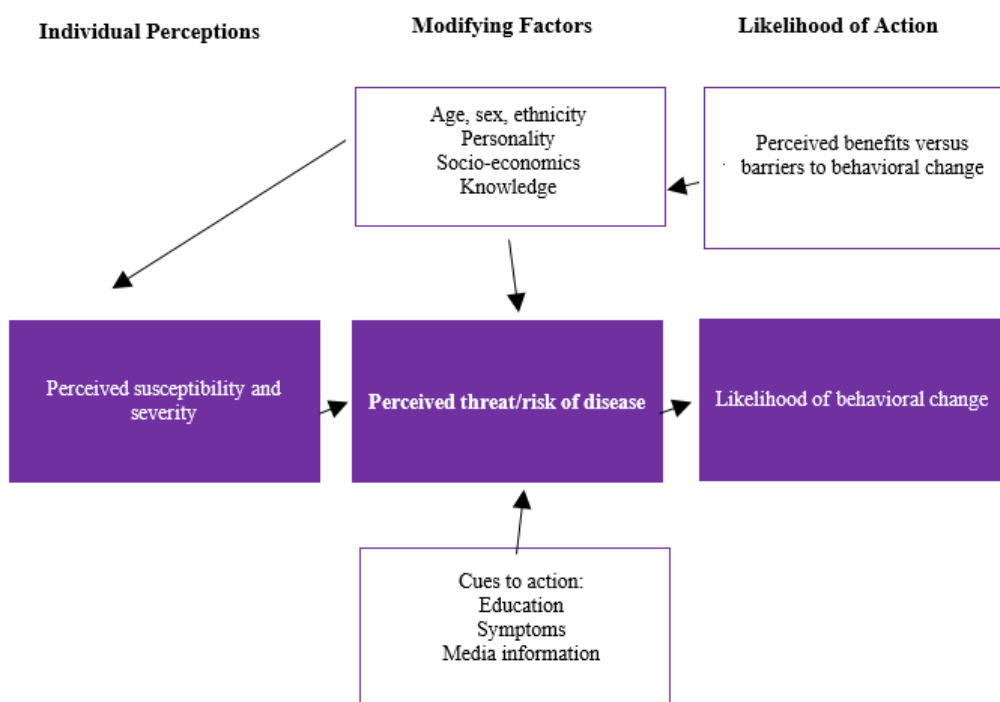 Individual Perceptions
Modifying Factors
Likelihood of Action
Age, sex, ethnicity
Personality
Socio-economics
Knowledge
Perceived benefits versus
barriers to behavioral change
Perceived susceptibility and
severity
Perceived threat/risk of disease
Likelihood of behavioral change
Cues to action:
Education
Symptoms
Media information